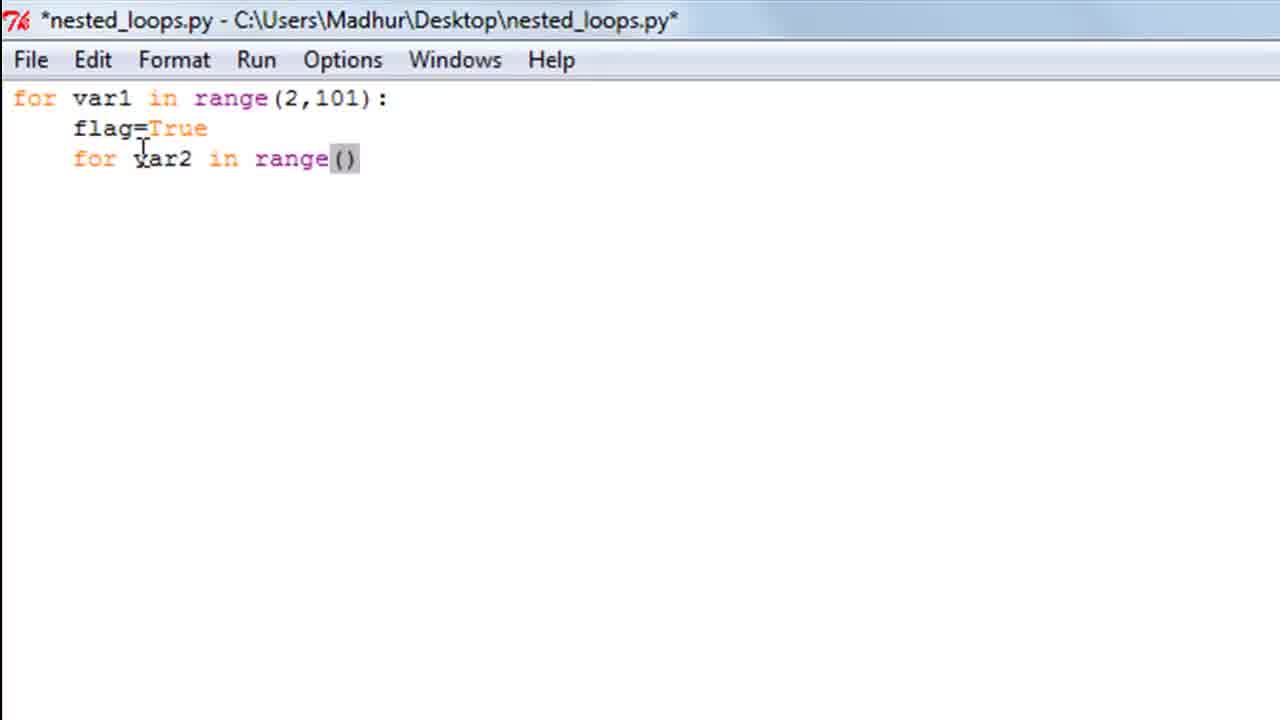 *nested_loops.py - C:\Users\Madhur\Desktop\nested_loops.py*
File Edit Format Run Options Windows Help
for var1 in range(2,101):
    flag=True
    for var2 in range()